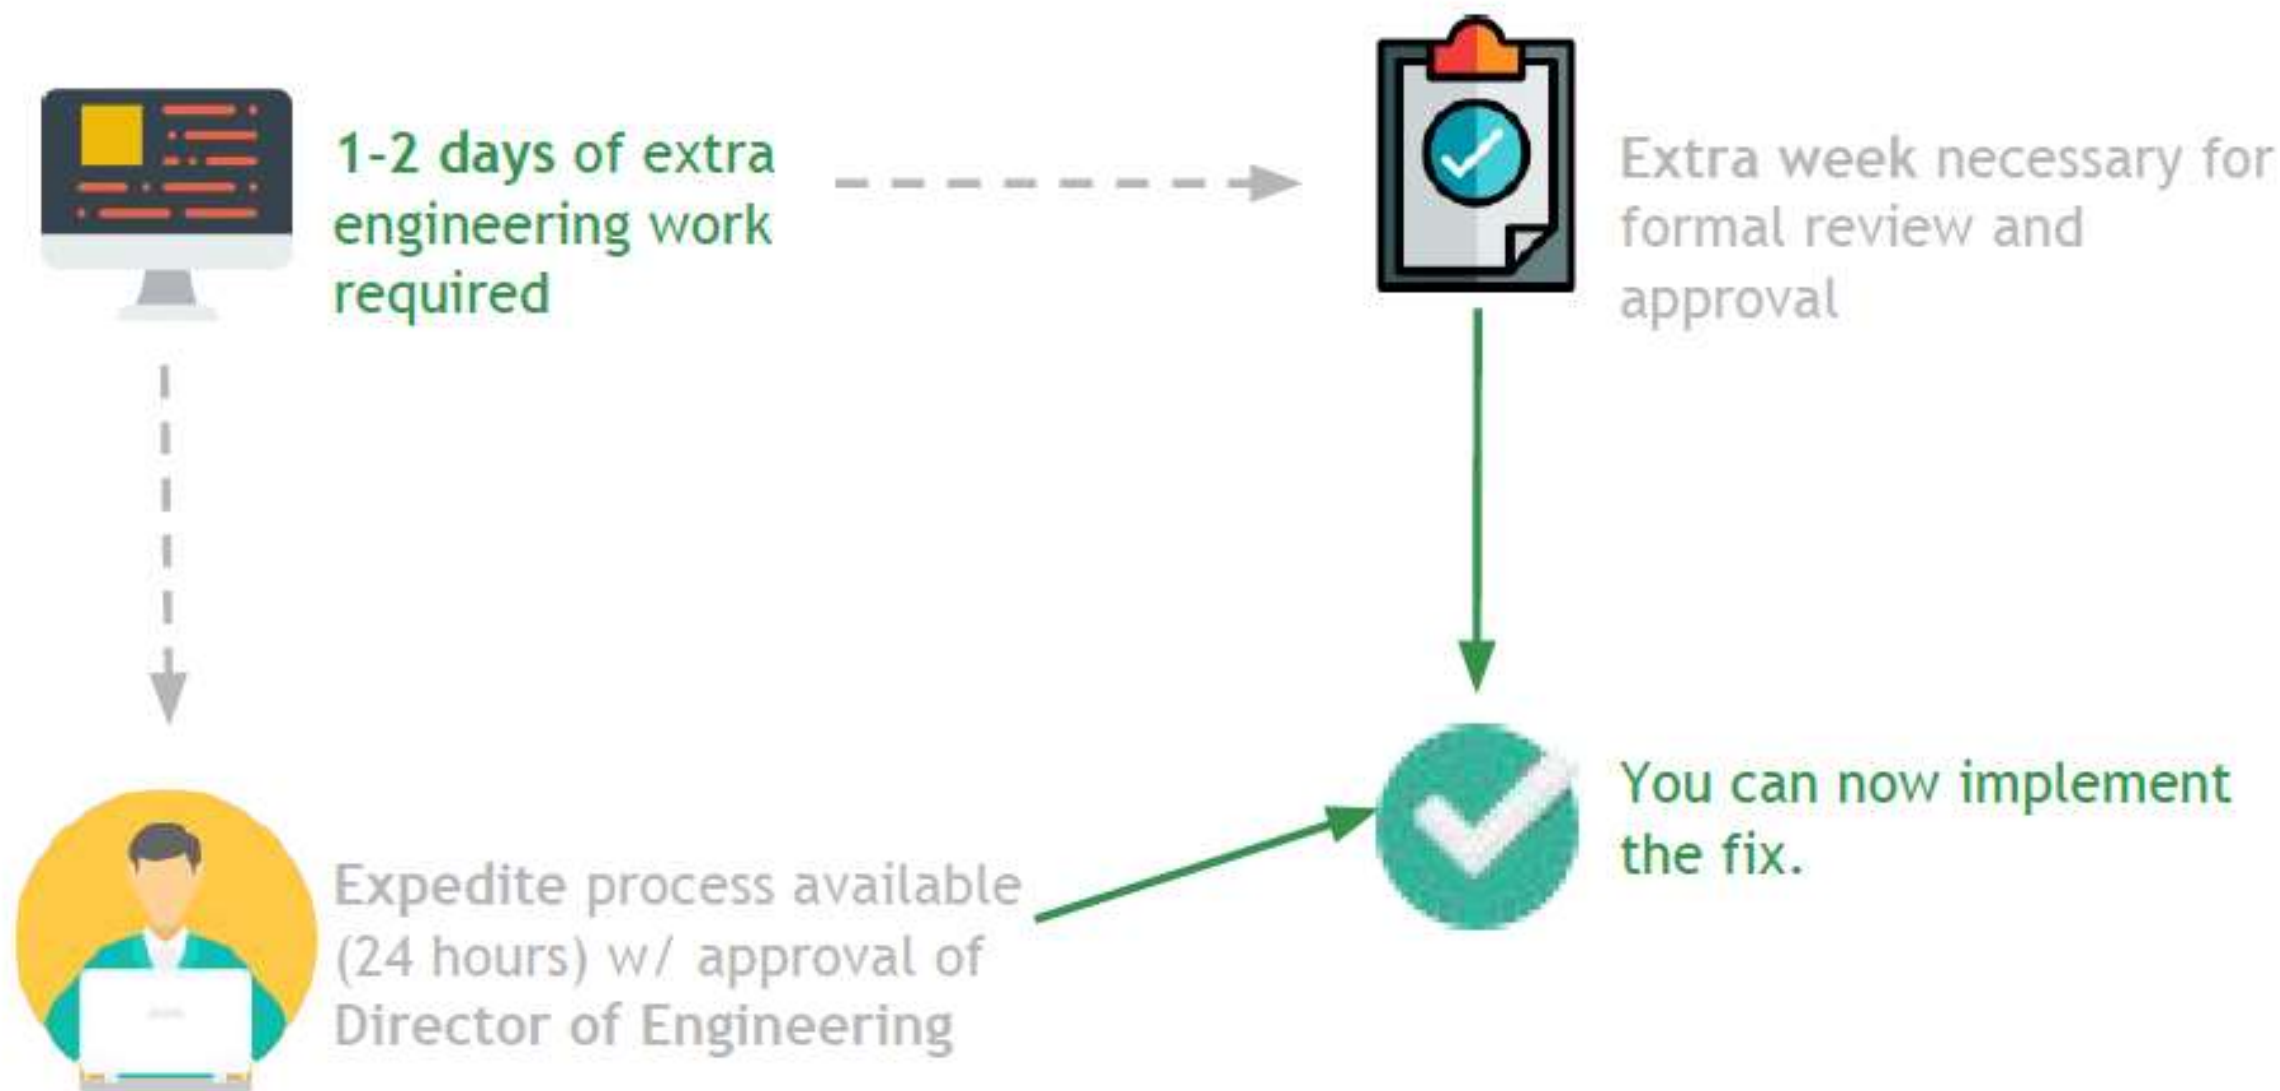 1-2 days of extra
engineering work
required
Extra week necessary for
formal review and
approval
Expedite process available
(24 hours) w/ approval of
Director of Engineering
You can now implement
the fix.